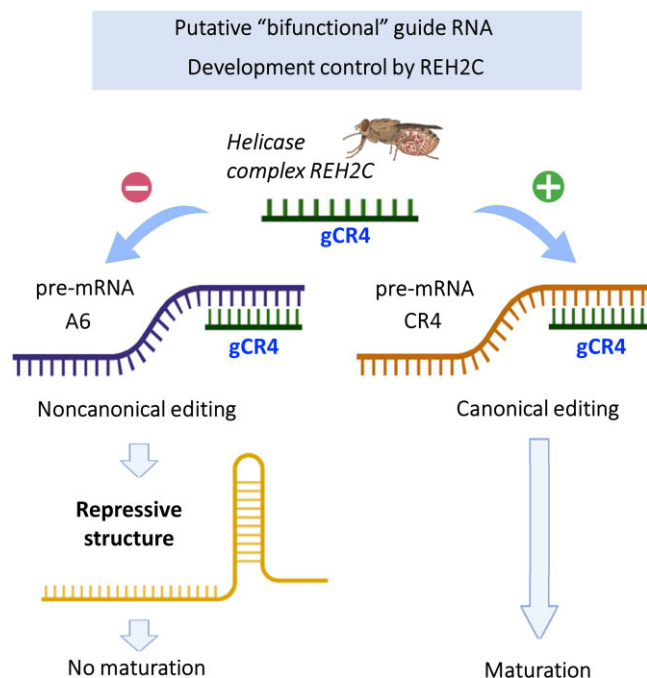 Putative “bifunctional” guide RNA
Development control by REH2C
Helicase
complex REH2C
gCR4
pre-mRNA
A6
gCR4
pre-mRNA
CR4
gCR4
Noncanonical editing
Canonical editing
Repressive
structure
No maturation
Maturation